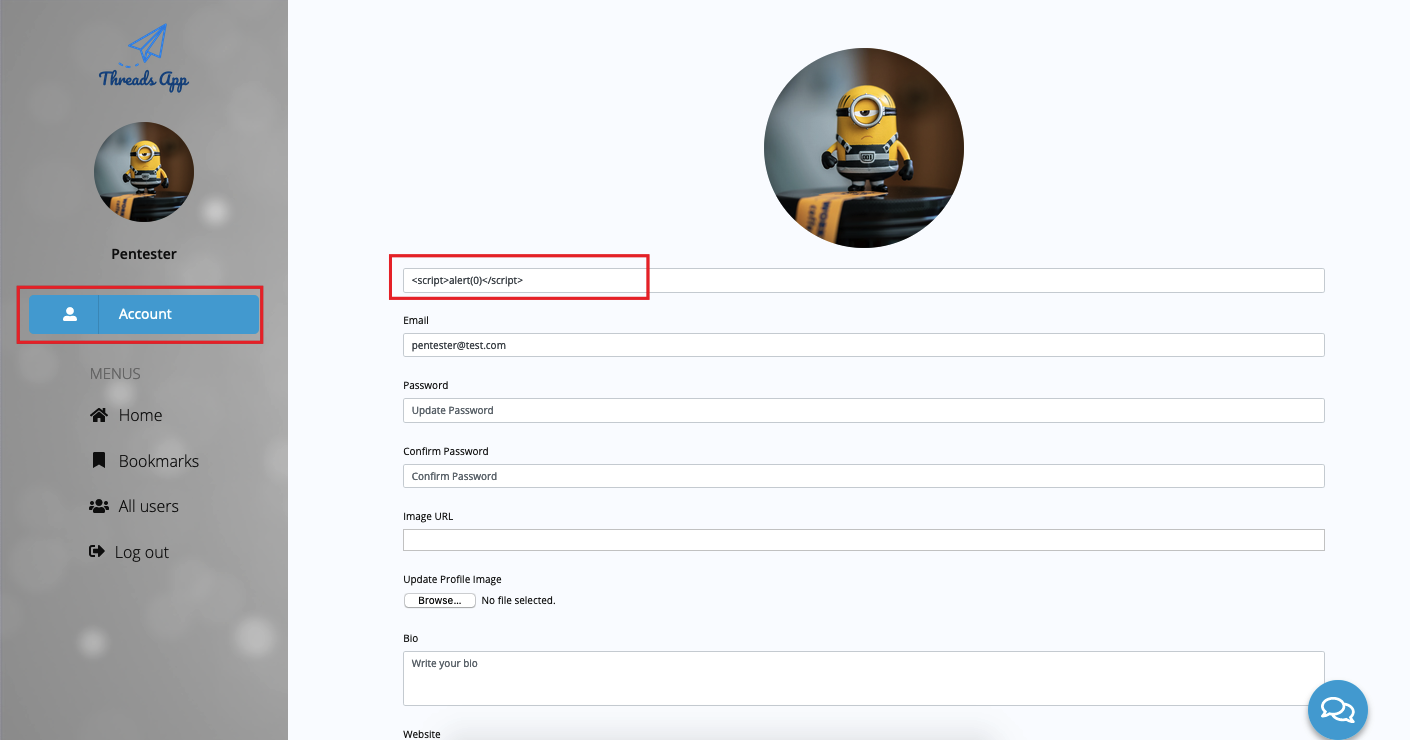 Threads App
Pentester
Account
MENUS
Home
Bookmarks
All users
Log out
001
<script>alert(0)</script>
Email
pentester@test.com
Password
Update Password
Confirm Password
Confirm Password
Image URL
Update Profile Image
Browse... No file selected.
Bio
Write your bio
Website